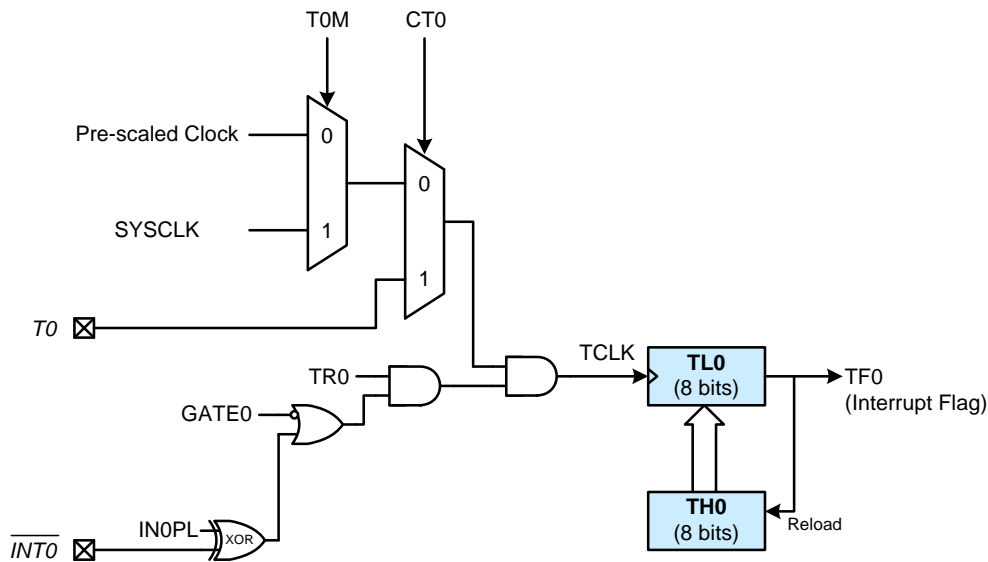 T0M
CT0
Pre-scaled Clock
0
0
SYSCLK
1
1
T0
TCLK
TL0
(8 bits)
TF0
(Interrupt Flag)
TR0
GATE0
TH0
(8 bits)
Reload
IN0PL
XOR
INT0